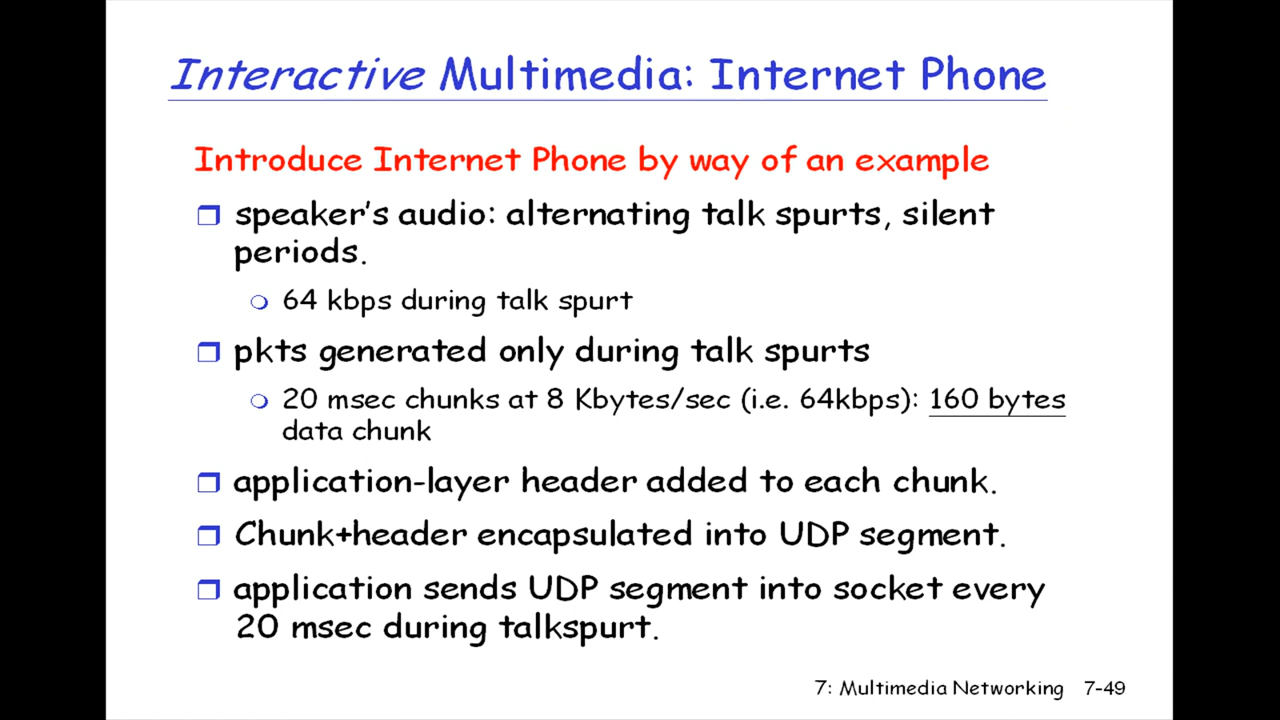 Interactive Multimedia: Internet Phone
Introduce Internet Phone by way of an example
speaker's audio: alternating talk spurts, silent
periods.
64 kbps during talk spurt
pkts generated only during talk spurts
20 msec chunks at 8 Kbytes/sec (i.e. 64kbps): 160 bytes
data chunk
application-layer header added to each chunk.
Chunk+header encapsulated into UDP segment.
application sends UDP segment into socket every
20 msec during talkspurt.
7: Multimedia Networking 7-49